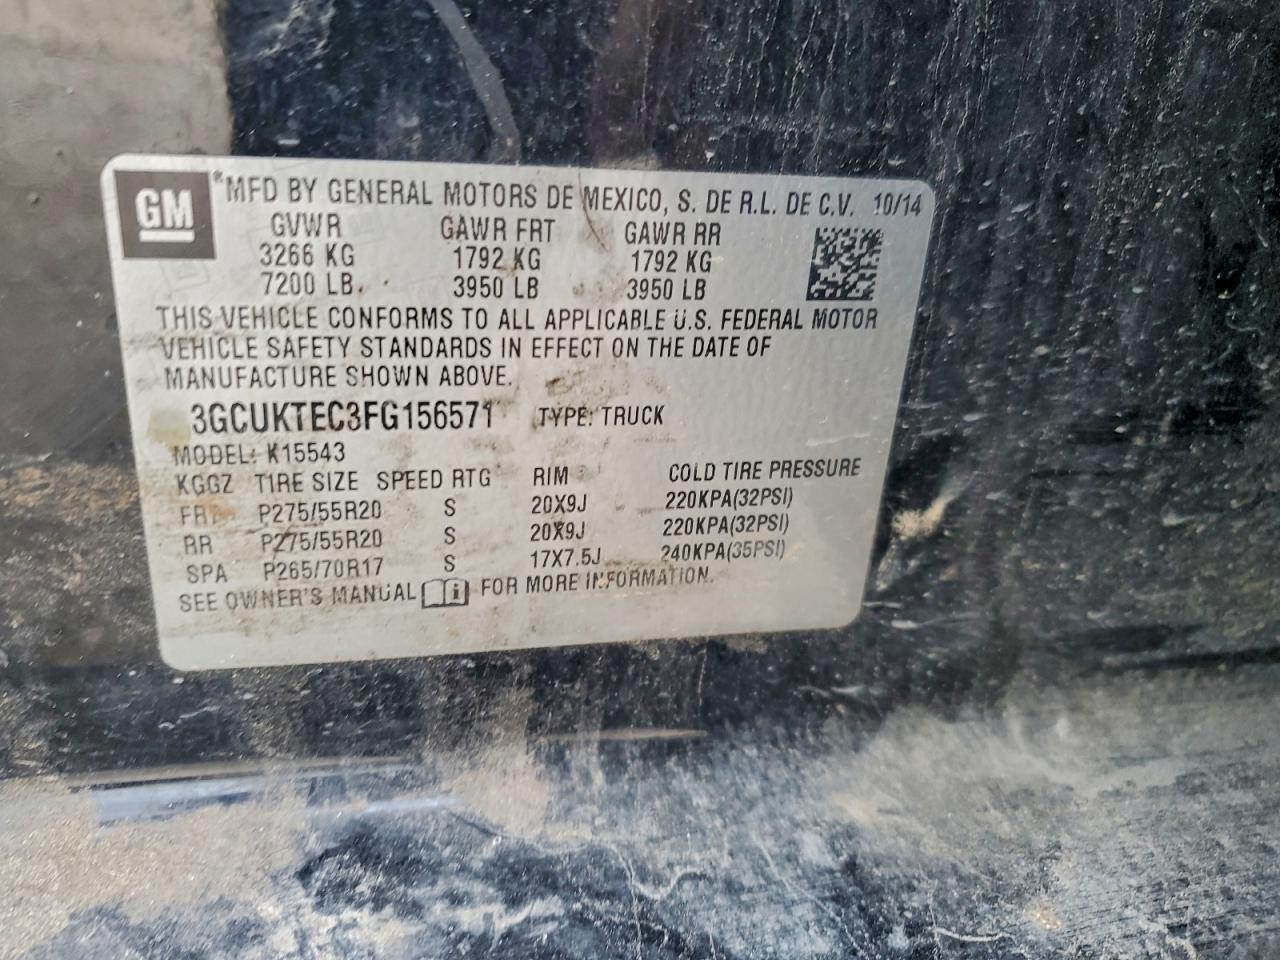 GM
®MFD BY GENERAL MOTORS DE MEXICO, S. DE R.L. DE C.V. 10/14
GVWR GAWR FRT GAWR RR
3266 KG 1792 KG 1792 KG
7200 LB. 3950 LB 3950 LB
THIS VEHICLE CONFORMS TO ALL APPLICABLE U.S. FEDERAL MOTOR
VEHICLE SAFETY STANDARDS IN EFFECT ON THE DATE OF
MANUFACTURE SHOWN ABOVE.
3GCUKTEC3FG156571 TYPE: TRUCK
MODEL: K15543
KGGZ TIRE SIZE SPEED RTG RIM COLD TIRE PRESSURE
FRT P275/55R20 S 20X9J 220KPA(32PSI)
RR P275/55R20 S 20X9J 220KPA(32PSI)
SPA P265/70R17 S 17X7.5J 240KPA(35PSI)
SEE OWNER'S MANUAL FOR MORE INFORMATION.